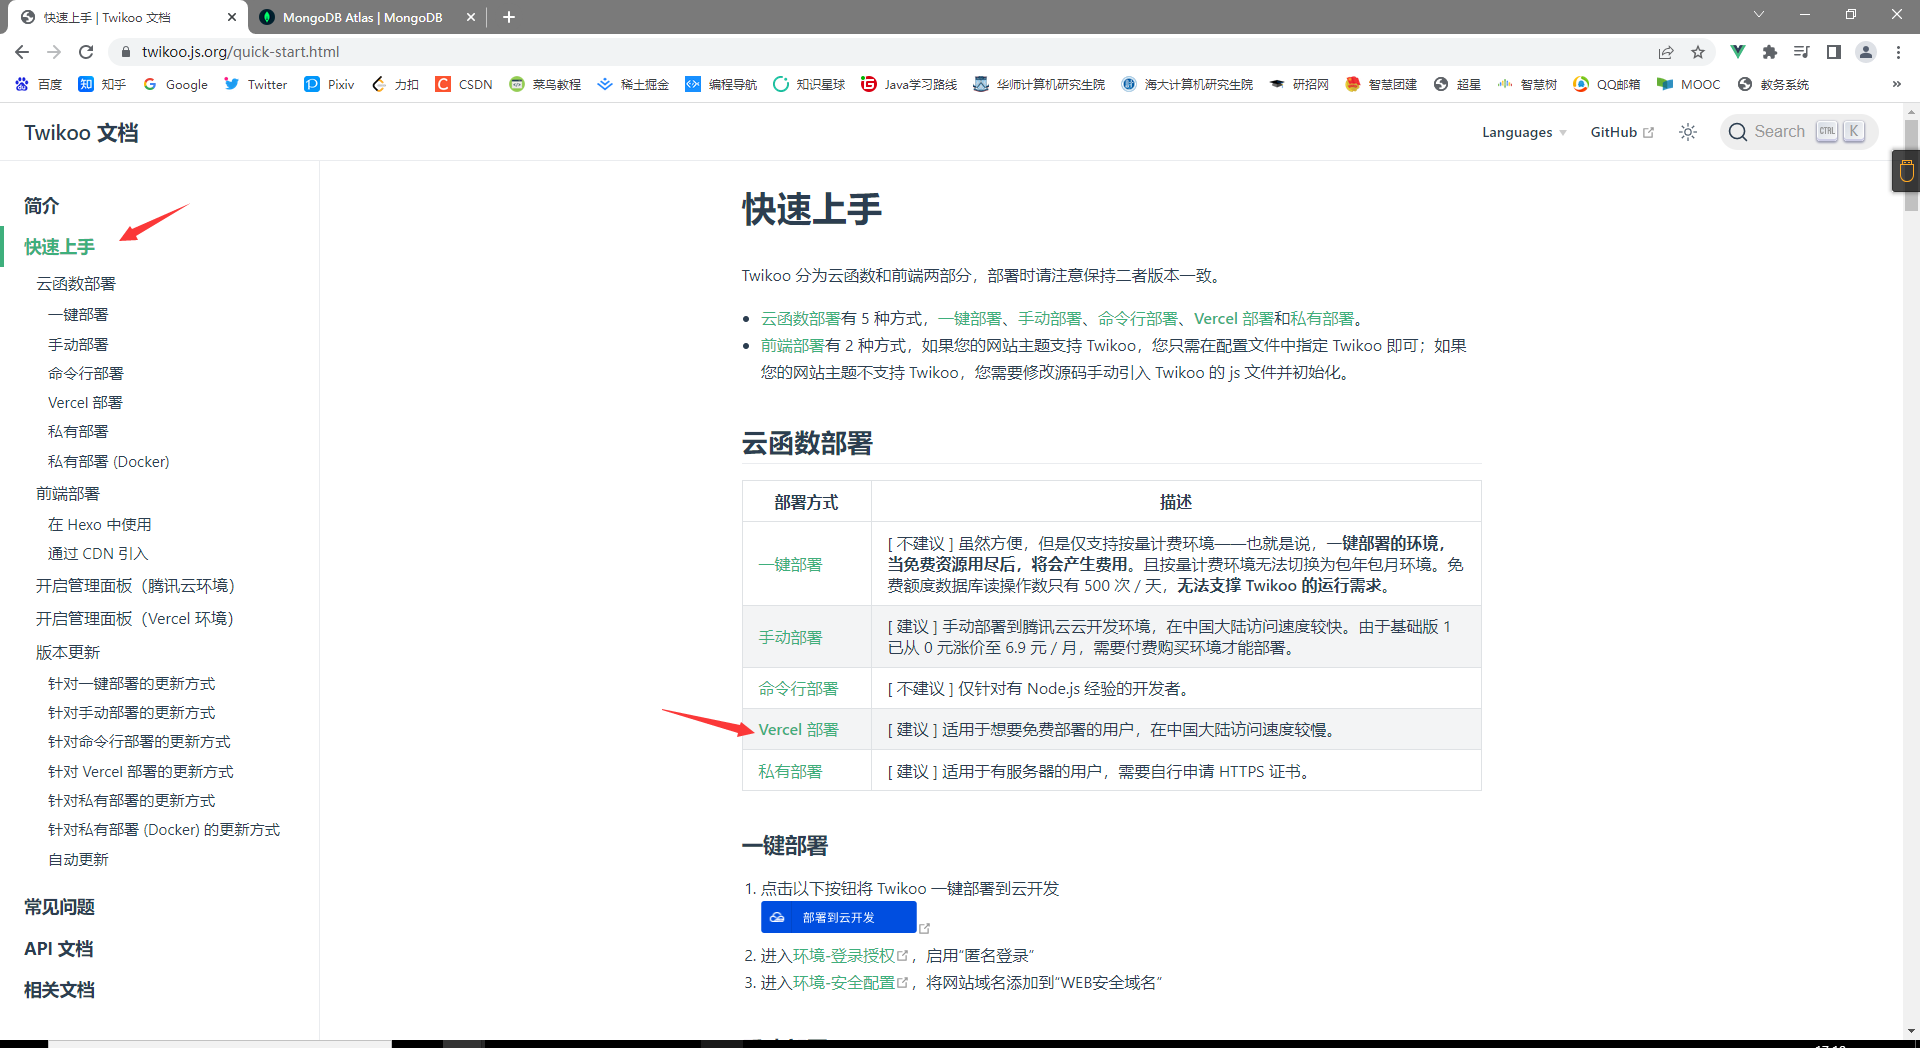 快速上手 | Twikoo 文档
MongoDB Atlas | MongoDB
twikoo.js.org/quick-start.html
百度 知乎 Google Twitter Pixiv 力扣 CSDN 菜鸟教程 稀土掘金 编程导航 知识星球 Java学习路线 华师计算机研究生院 海大计算机研究生院 研招网 智慧团建 超星 智慧树 QQ邮箱 MOOC 教务系统 »
Twikoo 文档
Languages GitHub Search CTRL K
简介
快速上手
云函数部署
一键部署
手动部署
命令行部署
Vercel 部署
私有部署
私有部署 (Docker)
前端部署
在 Hexo 中使用
通过 CDN 引入
开启管理面板（腾讯云环境）
开启管理面板（Vercel 环境）
版本更新
针对一键部署的更新方式
针对手动部署的更新方式
针对命令行部署的更新方式
针对 Vercel 部署的更新方式
针对私有部署的更新方式
针对私有部署 (Docker) 的更新方式
自动更新
常见问题
API 文档
相关文档
快速上手
Twikoo 分为云函数和前端两部分，部署时请注意保持二者版本一致。
• 云函数部署有 5 种方式，一键部署、手动部署、命令行部署、Vercel 部署和私有部署。
• 前端部署有 2 种方式，如果您的网站主题支持 Twikoo，您只需在配置文件中指定 Twikoo 即可；如果
您的网站主题不支持 Twikoo，您需要修改源码手动引入 Twikoo 的 js 文件并初始化。
云函数部署
部署方式 描述
一键部署 [ 不建议 ] 虽然方便，但是仅支持按量计费环境——也就是说，一键部署的环境，
当免费资源用尽后，将会产生费用。且按量计费环境无法切换为包年包月环境。免
费额度数据库读操作数只有 500 次 / 天，无法支撑 Twikoo 的运行需求。
手动部署 [ 建议 ] 手动部署到腾讯云云开发环境，在中国大陆访问速度较快。由于基础版 1
已从 0 元涨价至 6.9 元 / 月，需要付费购买环境才能部署。
命令行部署 [ 不建议 ] 仅针对有 Node.js 经验的开发者。
Vercel 部署 [ 建议 ] 适用于想要免费部署的用户，在中国大陆访问速度较慢。
私有部署 [ 建议 ] 适用于有服务器的用户，需要自行申请 HTTPS 证书。
一键部署
1. 点击以下按钮将 Twikoo 一键部署到云开发
部署到云开发
2. 进入环境-登录授权，启用“匿名登录”
3. 进入环境-安全配置，将网站域名添加到“WEB安全域名”